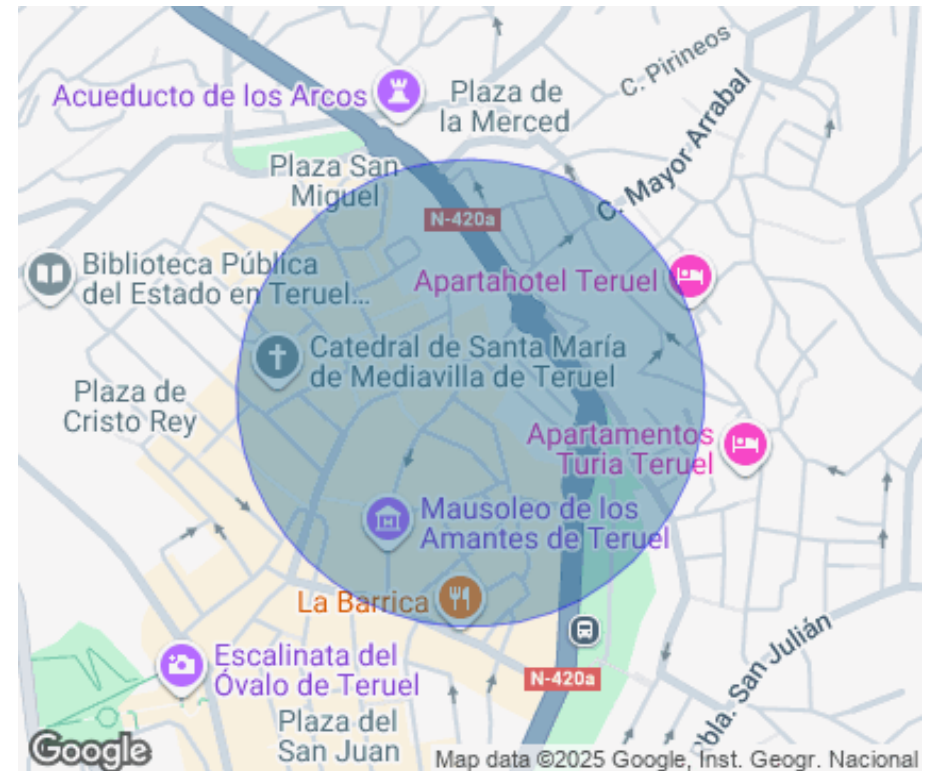 Acueducto de los Arcos
Plaza de
la Merced
C. Pirineos
C. Mayor Arrabal
Plaza San
Miguel
N-420a
Biblioteca Pública
del Estado en Teruel...
Apartahotel Teruel
Catedral de Santa María
de Mediavilla de Teruel
Plaza de
Cristo Rey
Apartamentos
Turia Teruel
Mausoleo de los
Amantes de Teruel
La Barrica
Escalinata del
Óvalo de Teruel
N-420a
bla. San Julián
Plaza del
San Juan
Google
Map data ©2025 Google, Inst. Geogr. Nacional